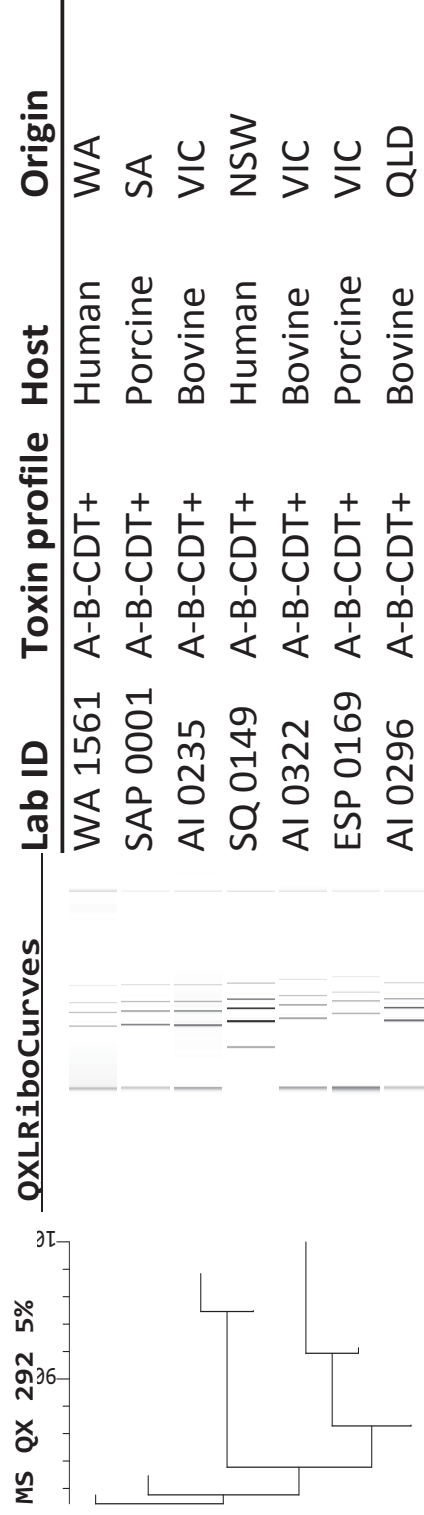 MS QX 292 5% QXLRiboCurves Lab ID Toxin profile Host Origin
WA 1561 A-B-CDT+ Human WA
SAP 0001 A-B-CDT+ Porcine SA
AI 0235 A-B-CDT+ Bovine VIC
SQ 0149 A-B-CDT+ Human NSW
AI 0322 A-B-CDT+ Bovine VIC
ESP 0169 A-B-CDT+ Porcine VIC
AI 0296 A-B-CDT+ Bovine QLD